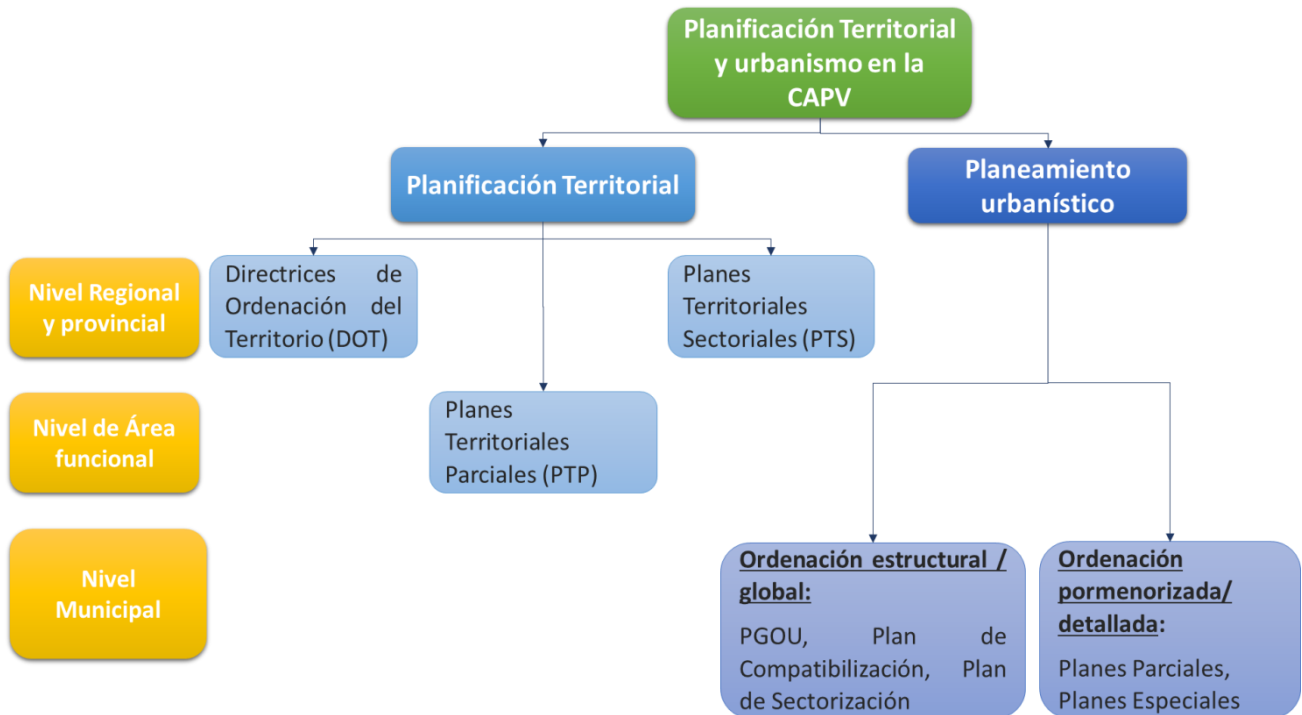 Planificación Territorial
y urbanismo en la
CAPV
Planificación Territorial
Planeamiento
urbanístico
Nivel Regional
y provincial
Directrices de
Ordenación del
Territorio (DOT)
Planes
Territoriales
Sectoriales (PTS)
Nivel de Área
funcional
Planes
Territoriales
Parciales (PTP)
Nivel
Municipal
Ordenación estructural /
global:
PGOU, Plan de
Compatibilización, Plan
de Sectorización
Ordenación
pormenorizada/
detallada:
Planes Parciales,
Planes Especiales